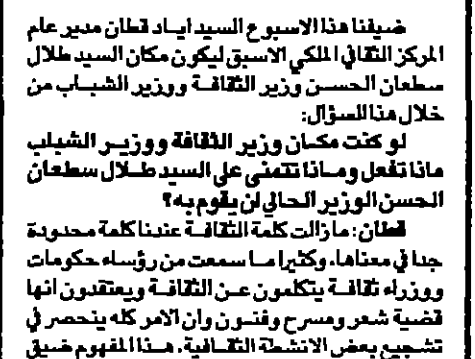 ضيفنا هذا الاسبوع السيد اياد قطان مدير عام
المركز الثقافي الملكي الاسبق ليكون مكان السيد طلال
سطعان الحسن وزير الثقافة ووزير الشباب من
خلال هذا السؤال:
لو كنت مكان وزير الثقافة ووزير الشباب
ماذا تفعل وماذا تتمنى على السيد طلال سطعان
الحسن الوزير الحالي ان يقوم به؟
قطان: ما زالت كلمة الثقافة عندنا كلمة محدودة
جدا في معناها، وكثيرا ما سمعت من رؤساء حكومات
ووزراء ثقافة يتكلمون عن الثقافة ويعتقدون انها
قضية شعر ومسرح وفنون وان الامر كله ينحصر في
تشجيع بعض الانشطة الثقافية، هذا المفهوم ضيق